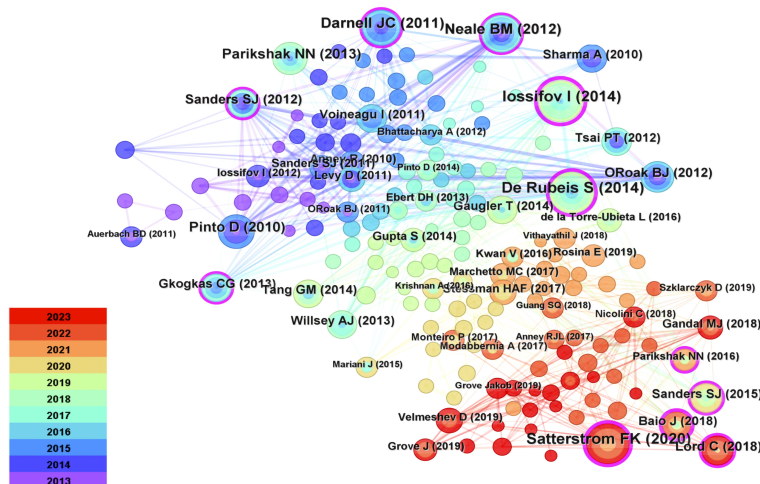 Darnell JC (2011)
Neale BM (2012)
Parikshak NN (2013)
Sharma A (2010)
Sanders SJ (2012)
Iossifov I (2014)
Voineagu I (2011)
Bhattacharya A (2012)
Tsai PT (2012)
Anney R (2010)
Sanders SJ (2011)
Iossifov I (2012)
Levy D (2011)
Pinto D (2014)
ORoak BJ (2012)
De Rubeis S (2014)
Ebert DH (2013)
ORoak BJ (2011)
Gaugler T (2014)
de la Torre-Ubieta L (2016)
Auerbach BD (2011)
Pinto D (2010)
Gupta S (2014)
Vithayathil J (2018)
Kwan V (2016)
Rosina E (2019)
Gkogkas CG (2013)
Tang GM (2014)
Krishnan A (2016)
Marchetto MC (2017)
Stessman HAF (2017)
Szklarczyk D (2019)
Guang SQ (2018)
Nicolini C (2018)
Willsey AJ (2013)
Gandal MJ (2018)
Monteiro P (2017)
Anney RJL (2017)
Modabbernia A (2017)
Parikshak NN (2016)
Mariani J (2015)
Grove Jakob (2019)
Sanders SJ (2015)
Velmeshev D (2019)
Baio J (2018)
Satterstrom FK (2020)
Grove J (2019)
Lord C (2018)
2023
2022
2021
2020
2019
2018
2017
2016
2015
2014
2013